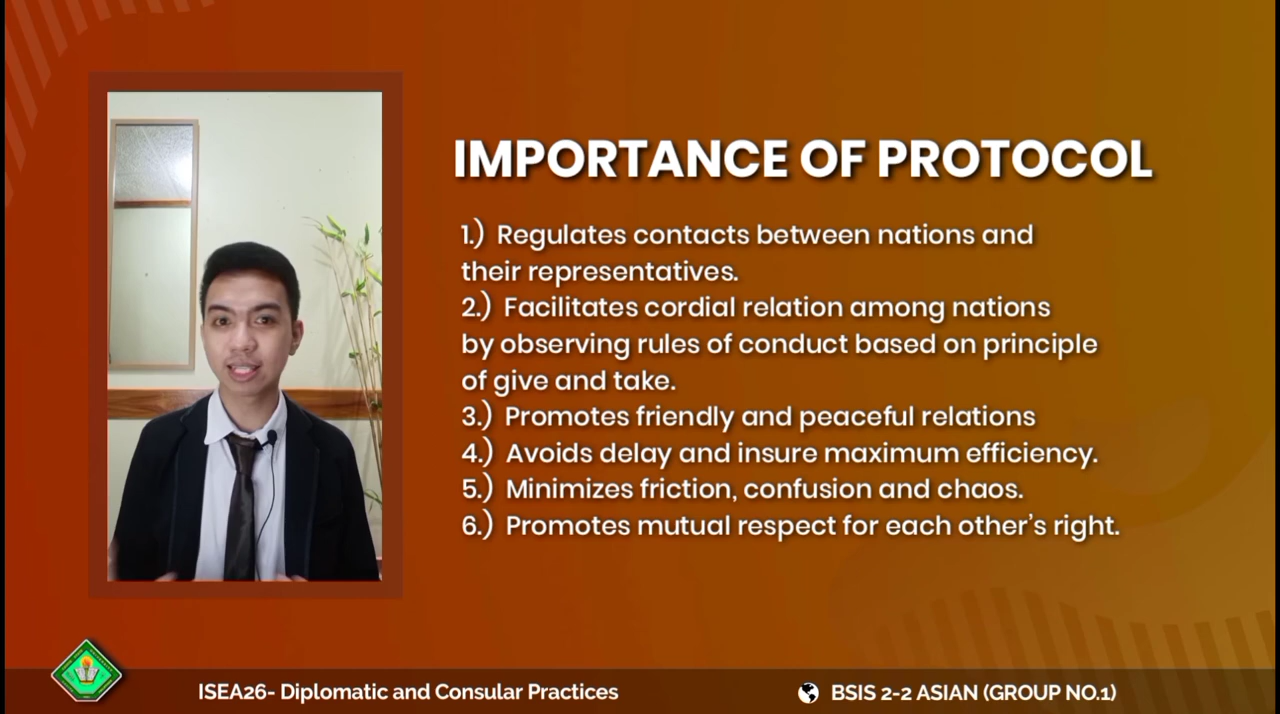 IMPORTANCE OF PROTOCOL
1.) Regulates contacts between nations and
their representatives.
2.) Facilitates cordial relation among nations
by observing rules of conduct based on principle
of give and take.
3.) Promotes friendly and peaceful relations
4.) Avoids delay and insure maximum efficiency.
5.) Minimizes friction, confusion and chaos.
6.) Promotes mutual respect for each other’s right.
ISEA26- Diplomatic and Consular Practices
BSIS 2-2 ASIAN (GROUP NO.1)